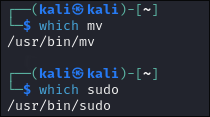 ┌──(kali㉿kali)-[~]
└─$ which mv
/usr/bin/mv

┌──(kali㉿kali)-[~]
└─$ which sudo
/usr/bin/sudo